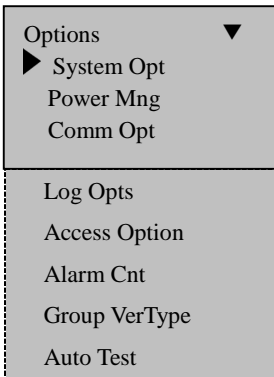 Options ▼
▶ System Opt
Power Mng
Comm Opt
Log Opts
Access Option
Alarm Cnt
Group VerType
Auto Test